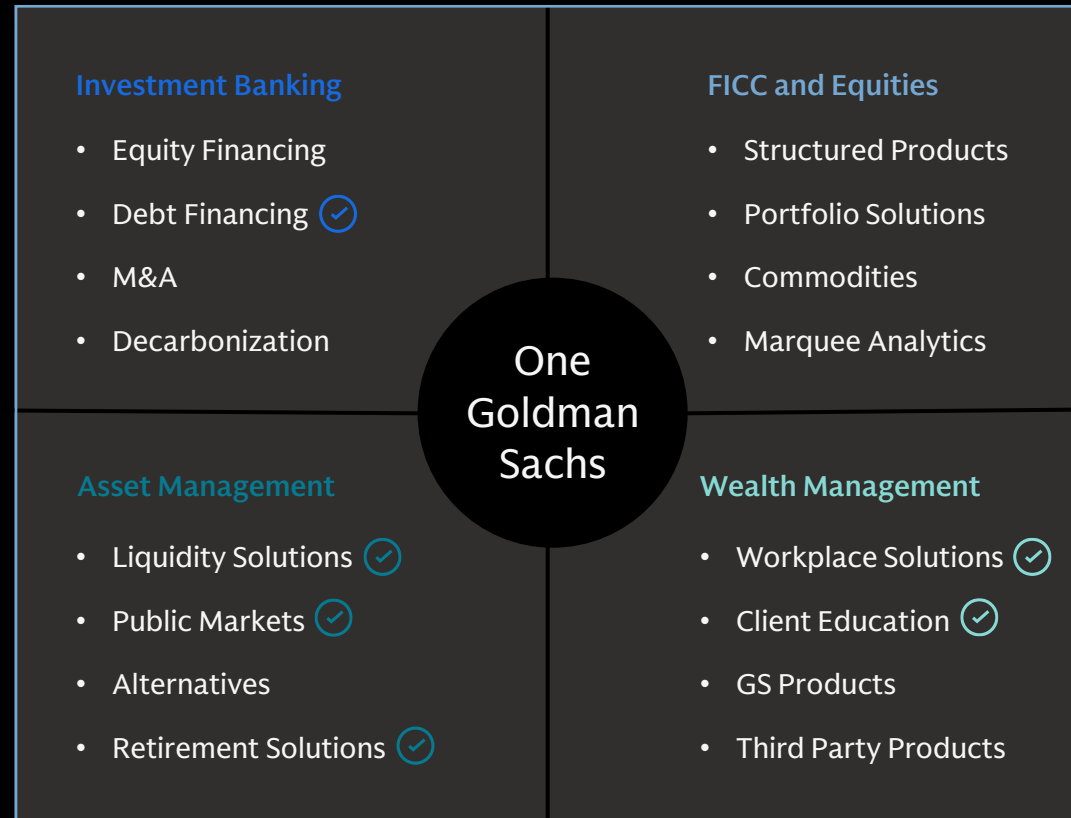 Investment Banking
• Equity Financing
• Debt Financing
• M&A
• Decarbonization
FICC and Equities
• Structured Products
• Portfolio Solutions
• Commodities
• Marquee Analytics
One
Goldman
Sachs
Asset Management
• Liquidity Solutions
• Public Markets
• Alternatives
• Retirement Solutions
Wealth Management
• Workplace Solutions
• Client Education
• GS Products
• Third Party Products